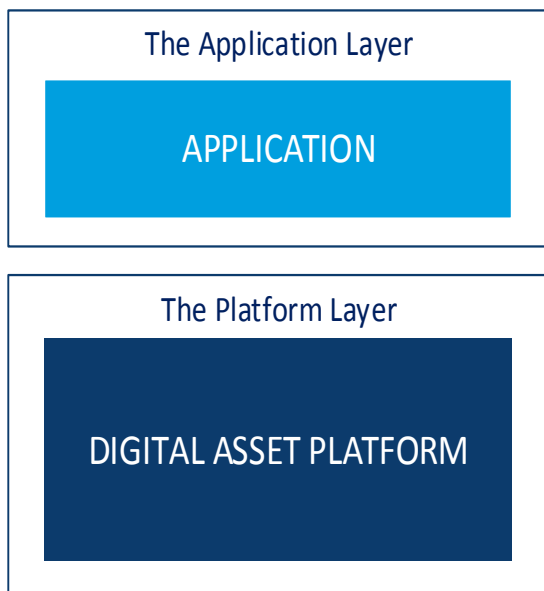 The Application Layer
APPLICATION
The Platform Layer
DIGITAL ASSET PLATFORM